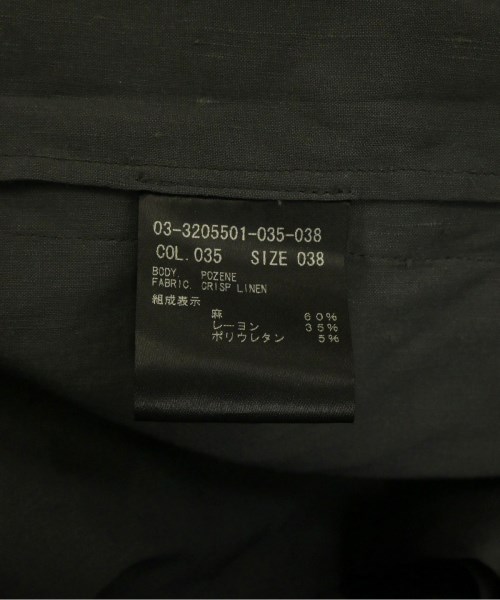 03-3205501-035-038
COL.035 SIZE 038
BODY. POZENE
FABRIC. CRISP LINEN
組成表示
麻 60%
レーヨン 35%
ポリウレタン 5%